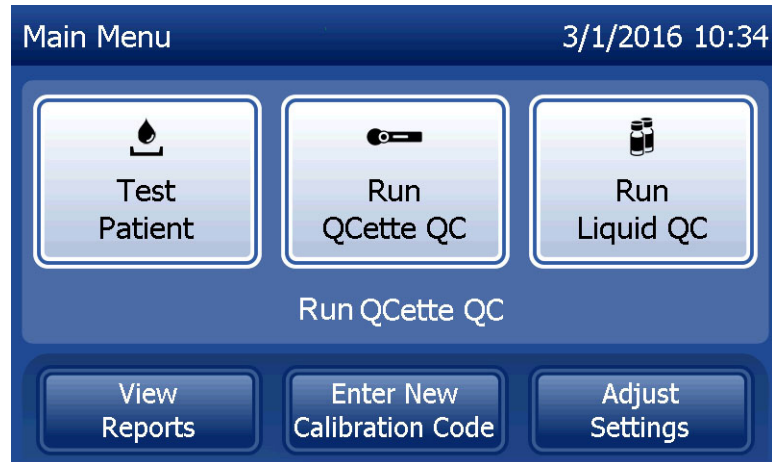 Main Menu 3/1/2016 10:34
Test
Patient
Run
QCette QC
Run
Liquid QC
Run QCette QC
View
Reports
Enter New
Calibration Code
Adjust
Settings